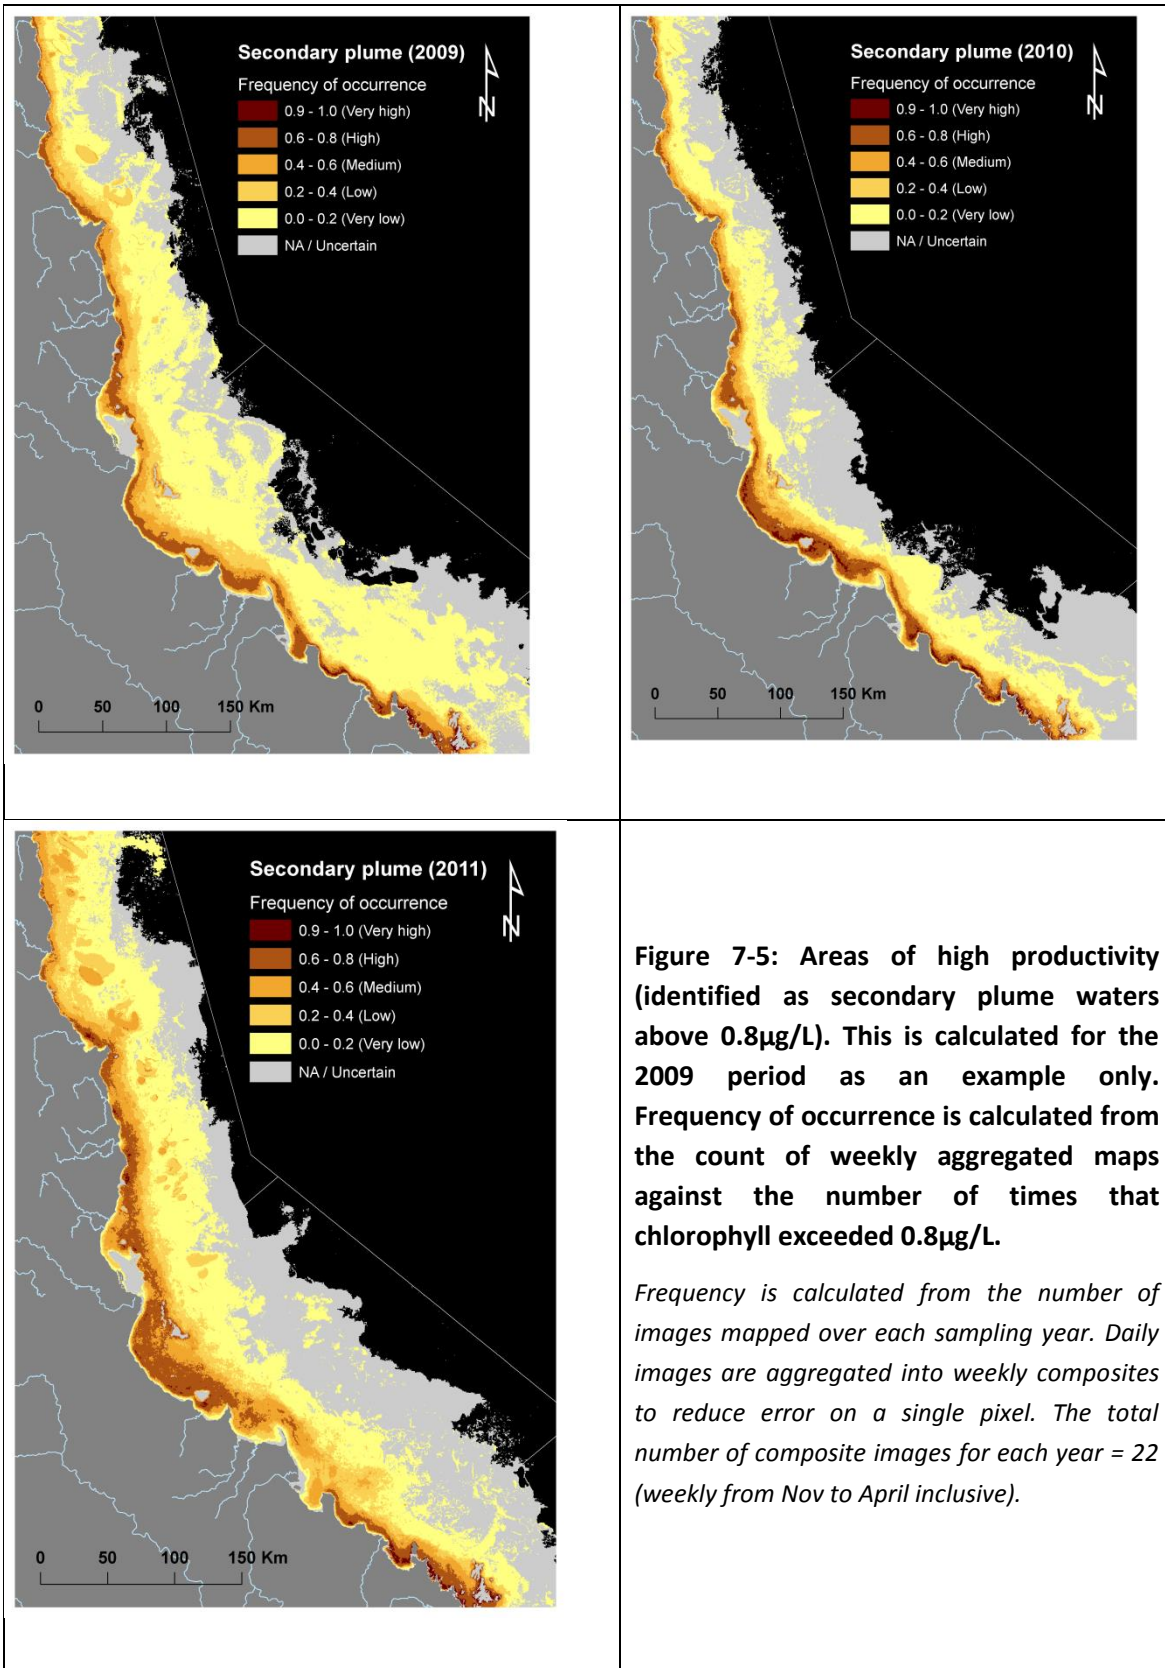 Secondary plume (2009)
Frequency of occurrence
0.9 - 1.0 (Very high)
0.6 - 0.8 (High)
0.4 - 0.6 (Medium)
0.2 - 0.4 (Low)
0.0 - 0.2 (Very low)
NA / Uncertain
N
0 50 100 150 Km
Secondary plume (2010)
Frequency of occurrence
0.9 - 1.0 (Very high)
0.6 - 0.8 (High)
0.4 - 0.6 (Medium)
0.2 - 0.4 (Low)
0.0 - 0.2 (Very low)
NA / Uncertain
N
0 50 100 150 Km
Secondary plume (2011)
Frequency of occurrence
0.9 - 1.0 (Very high)
0.6 - 0.8 (High)
0.4 - 0.6 (Medium)
0.2 - 0.4 (Low)
0.0 - 0.2 (Very low)
NA / Uncertain
N
0 50 100 150 Km
Figure 7-5: Areas of high productivity
(identified as secondary plume waters
above 0.8µg/L). This is calculated for the
2009 period as an example only.
Frequency of occurrence is calculated from
the count of weekly aggregated maps
against the number of times that
chlorophyll exceeded 0.8µg/L.
Frequency is calculated from the number of
images mapped over each sampling year. Daily
images are aggregated into weekly composites
to reduce error on a single pixel. The total
number of composite images for each year = 22
(weekly from Nov to April inclusive).